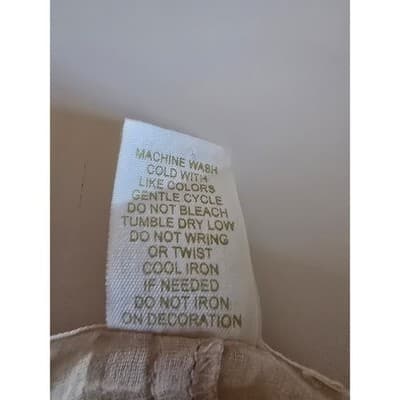 MACHINE WASH
COLD WITH
LIKE COLORS
GENTLE CYCLE
DO NOT BLEACH
TUMBLE DRY LOW
DO NOT WRING
OR TWIST
COOL IRON
IF NEEDED
DO NOT IRON
ON DECORATION